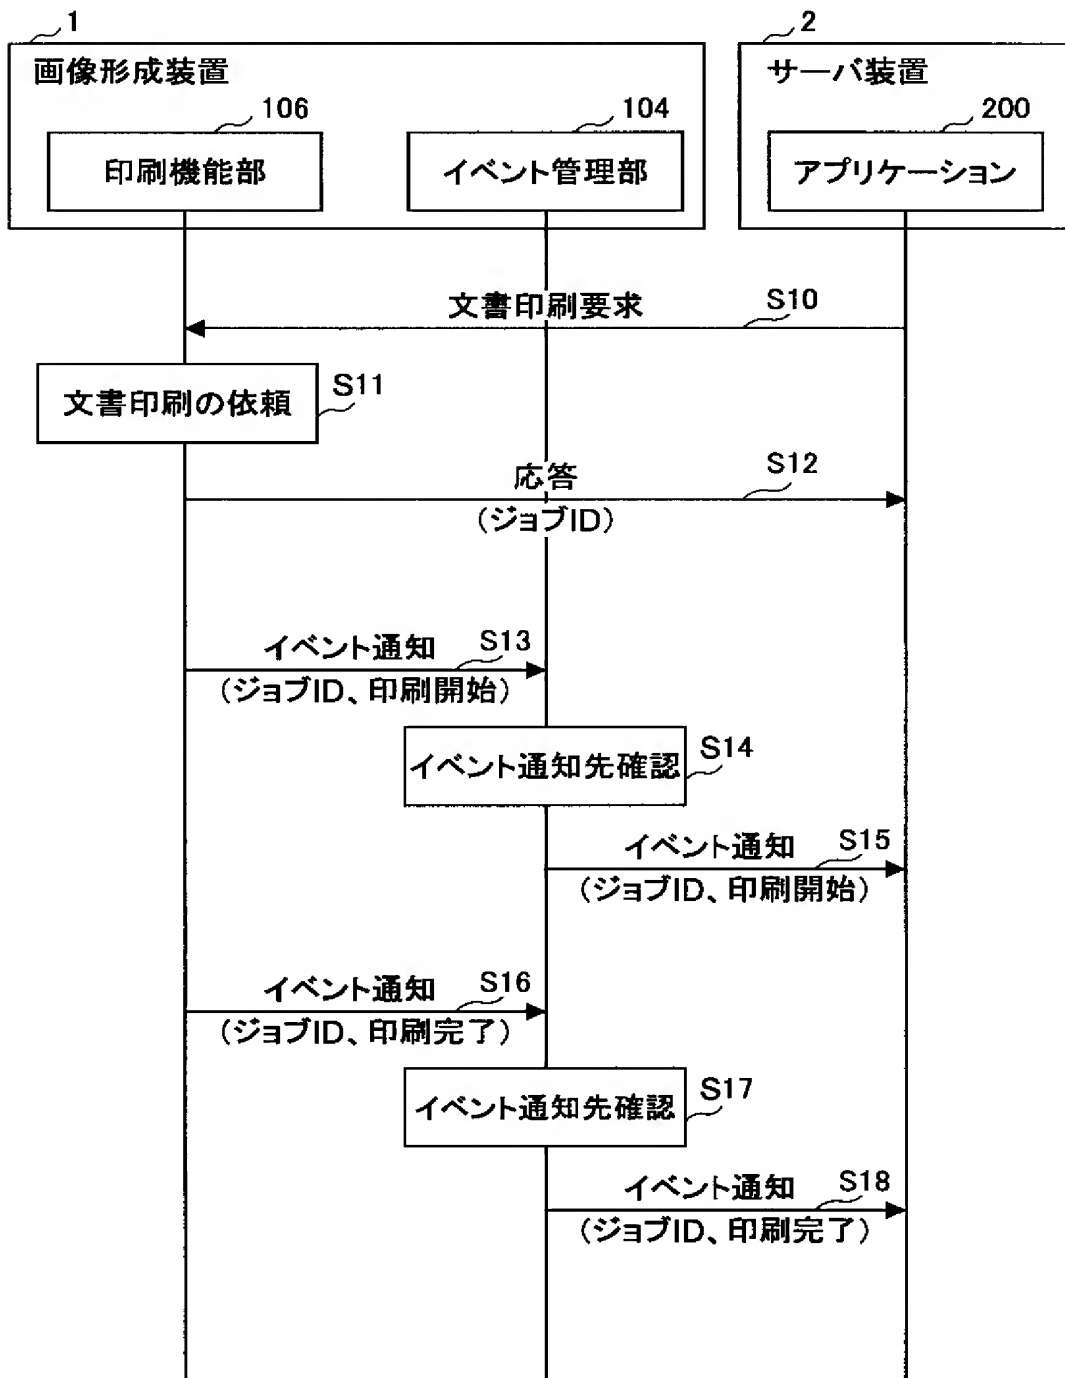 1
2
画像形成装置
サーバ装置
106
104
200
印刷機能部
イベント管理部
アプリケーション
文書印刷要求
S10
文書印刷の依頼
S11
応答
S12
(ジョブID)
イベント通知
S13
(ジョブID、印刷開始)
イベント通知先確認
S14
イベント通知
S15
(ジョブID、印刷開始)
イベント通知
S16
(ジョブID、印刷完了)
イベント通知先確認
S17
イベント通知
S18
(ジョブID、印刷完了)